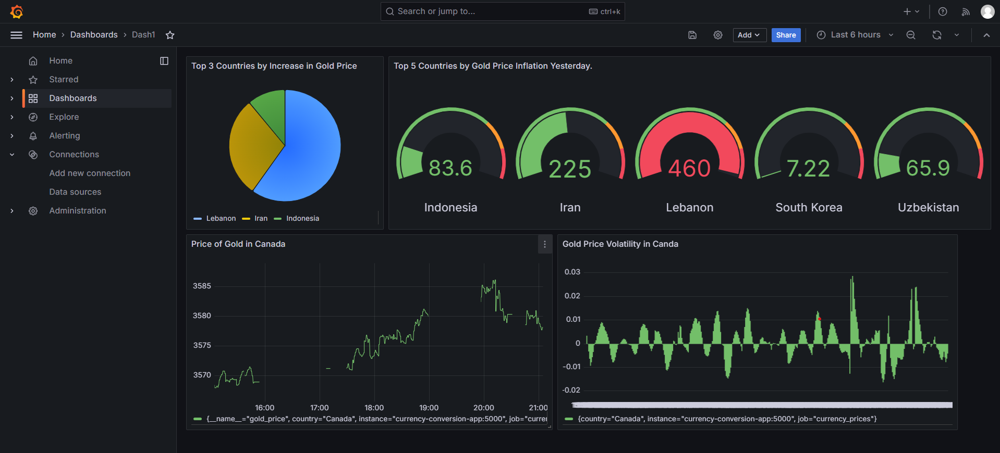 Search or jump to...
ctrl+k
Home
Dashboards
Dash1
Add
Share
Last 6 hours
Home
Starred
Dashboards
Explore
Alerting
Connections
Add new connection
Data sources
Administration
Top 3 Countries by Increase in Gold Price
Lebanon
Iran
Indonesia
Top 5 Countries by Gold Price Inflation Yesterday.
83.6
225
460
7.22
65.9
Indonesia
Iran
Lebanon
South Korea
Uzbekistan
Price of Gold in Canada
3585
3580
3575
3570
16:00
17:00
18:00
19:00
20:00
21:00
{__name__="gold_price", country="Canada", instance="currency-conversion-app:5000", job="currer
Gold Price Volatility in Canda
0.03
0.02
0.01
0
-0.01
-0.02
{country="Canada", instance="currency-conversion-app:5000", job="currency_prices"}